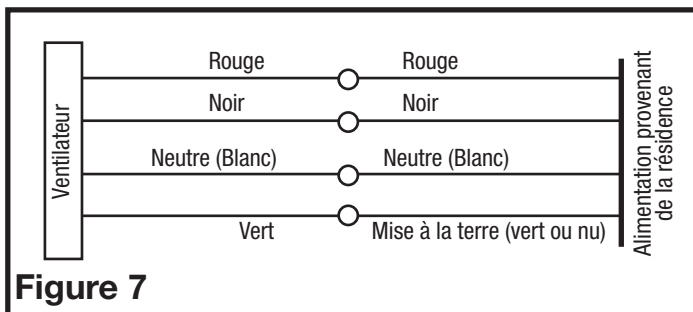 Rouge Rouge
Noir Noir
Neutre (Blanc) Neutre (Blanc)
Vert Mise à la terre (vert ou nu)
Ventilateur
Alimentation provenant
de la résidence
Figure 7